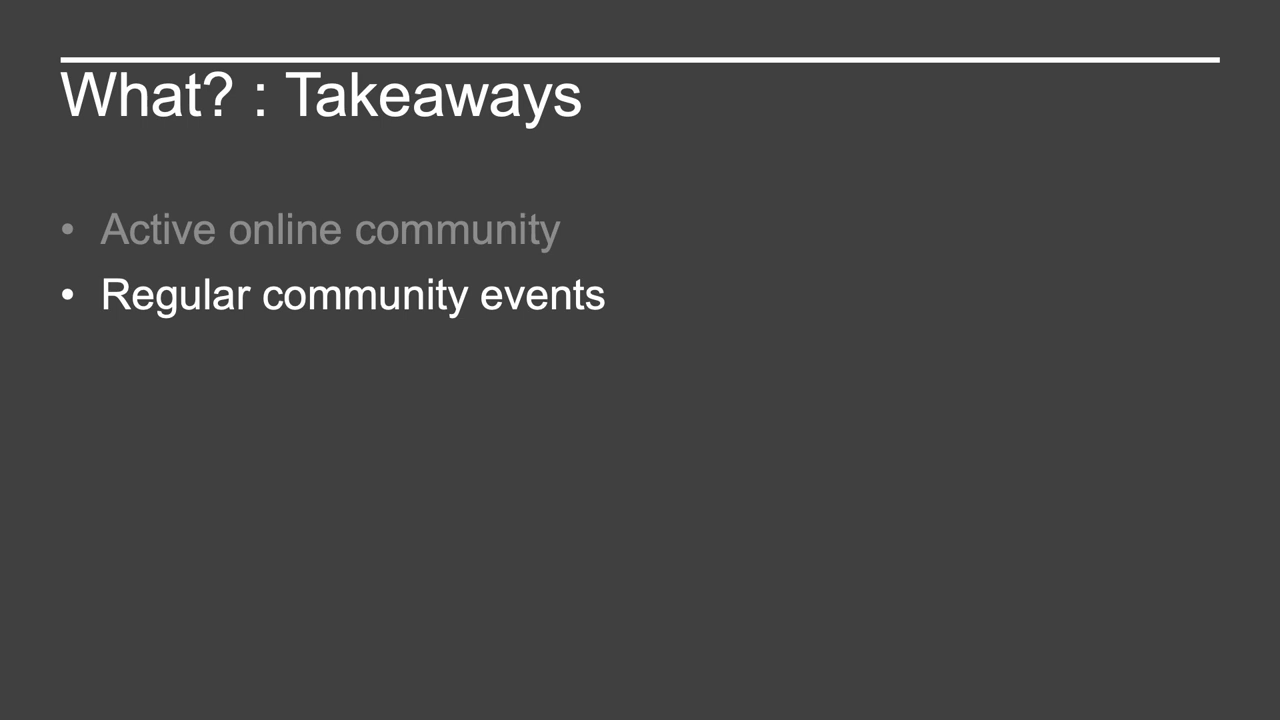 What? : Takeaways
• Active online community
• Regular community events